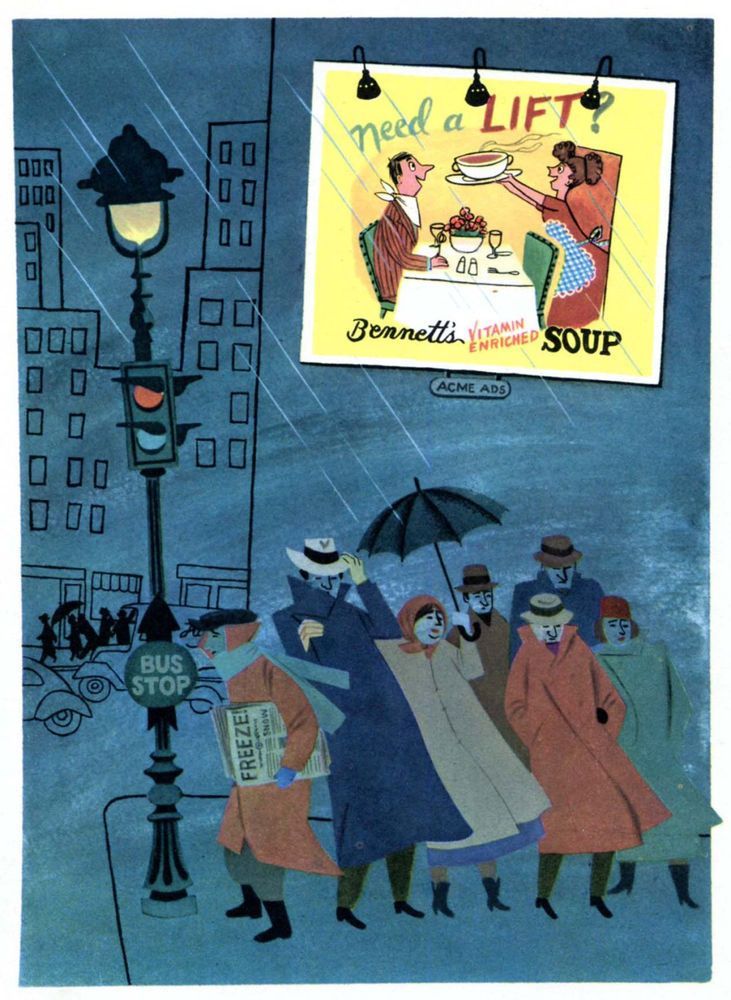 need a LIFT?
Bennett's VITAMIN ENRICHED SOUP
ACME ADS
BUS STOP
FREEZE!
SNOW